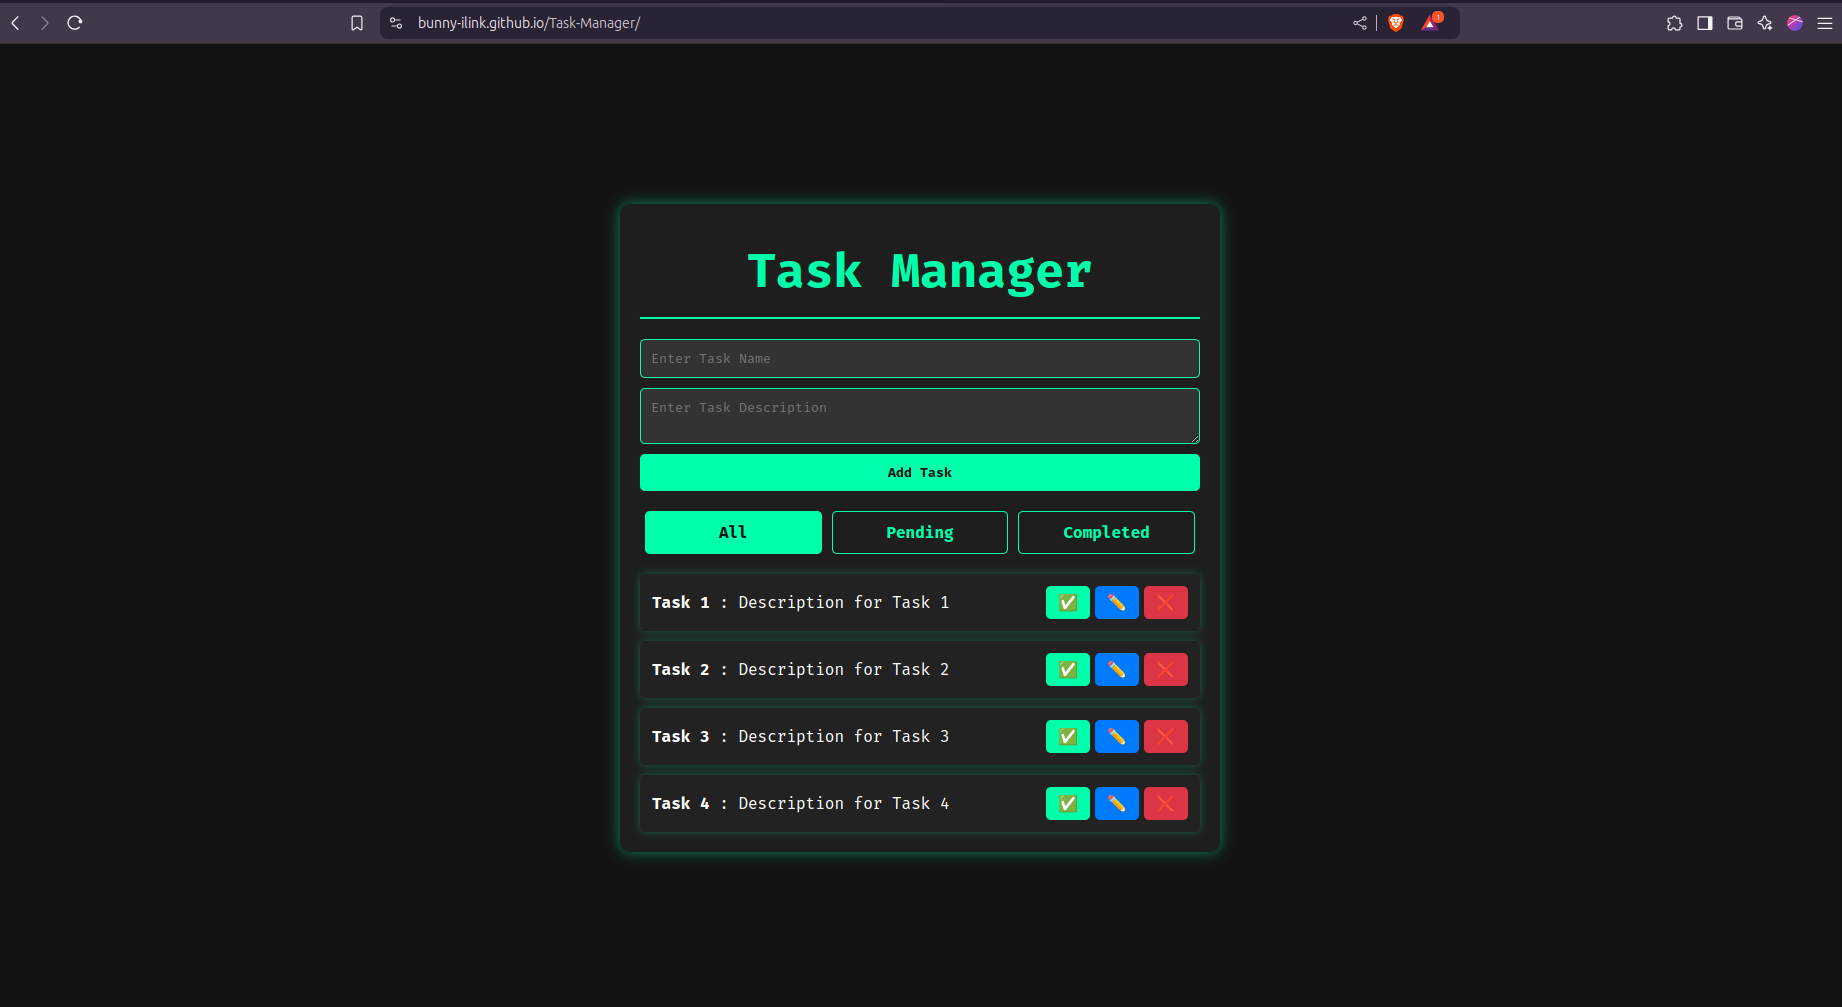 bunny-ilink.github.io/Task-Manager/
1
Task Manager
Enter Task Name
Enter Task Description
Add Task
All
Pending
Completed
Task 1 : Description for Task 1
Task 2 : Description for Task 2
Task 3 : Description for Task 3
Task 4 : Description for Task 4